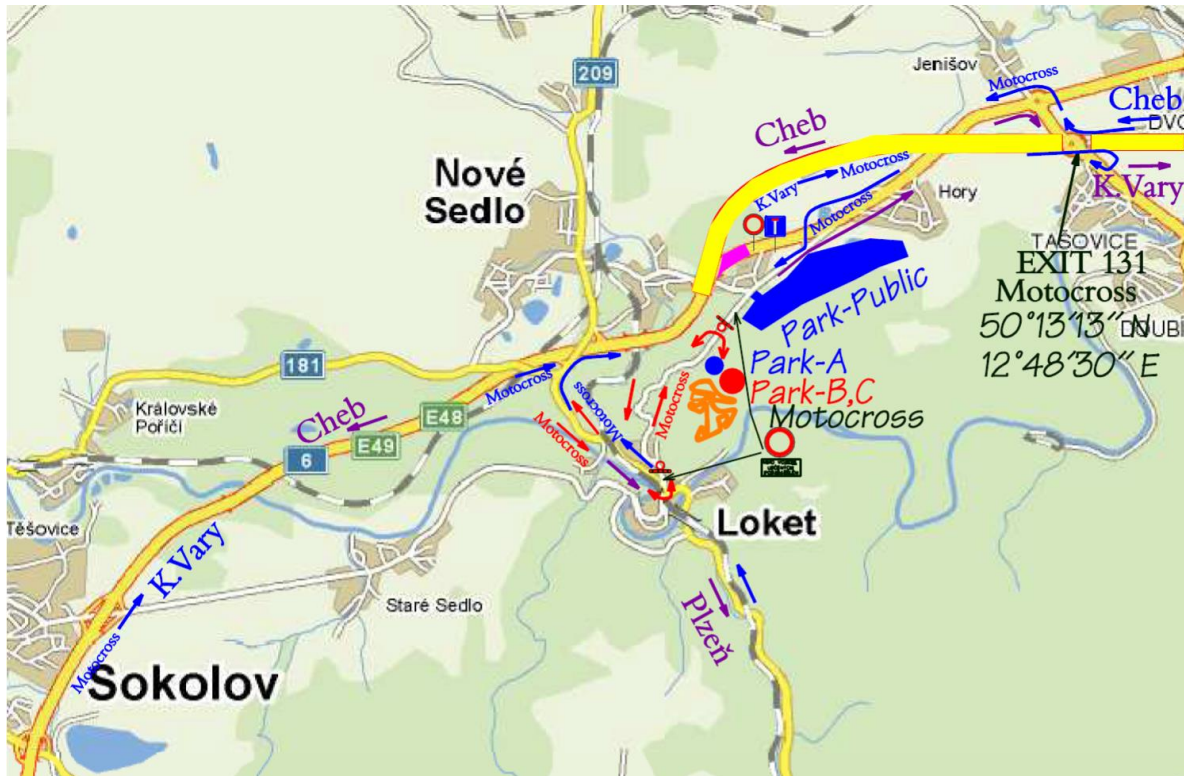 209
Jenišov
Motocross
Cheb
DVO
Cheb
K.Vary
Motocross
Nové
Sedlo
Hory
K.Vary
Motocross
TAŠOVICE
EXIT 131
Motocross
50°13'13" N
12°48'30" E
DOUBÍ
Park-Public
Park-A
Park-B,C
Motocross
181
Motocross
Motocross
Motocross
Motocross
Královské
Poříčí
Cheb
E48
E49
6
Loket
Těšovice
K.Vary
Staré Sedlo
Plzeň
Motocross
Sokolov